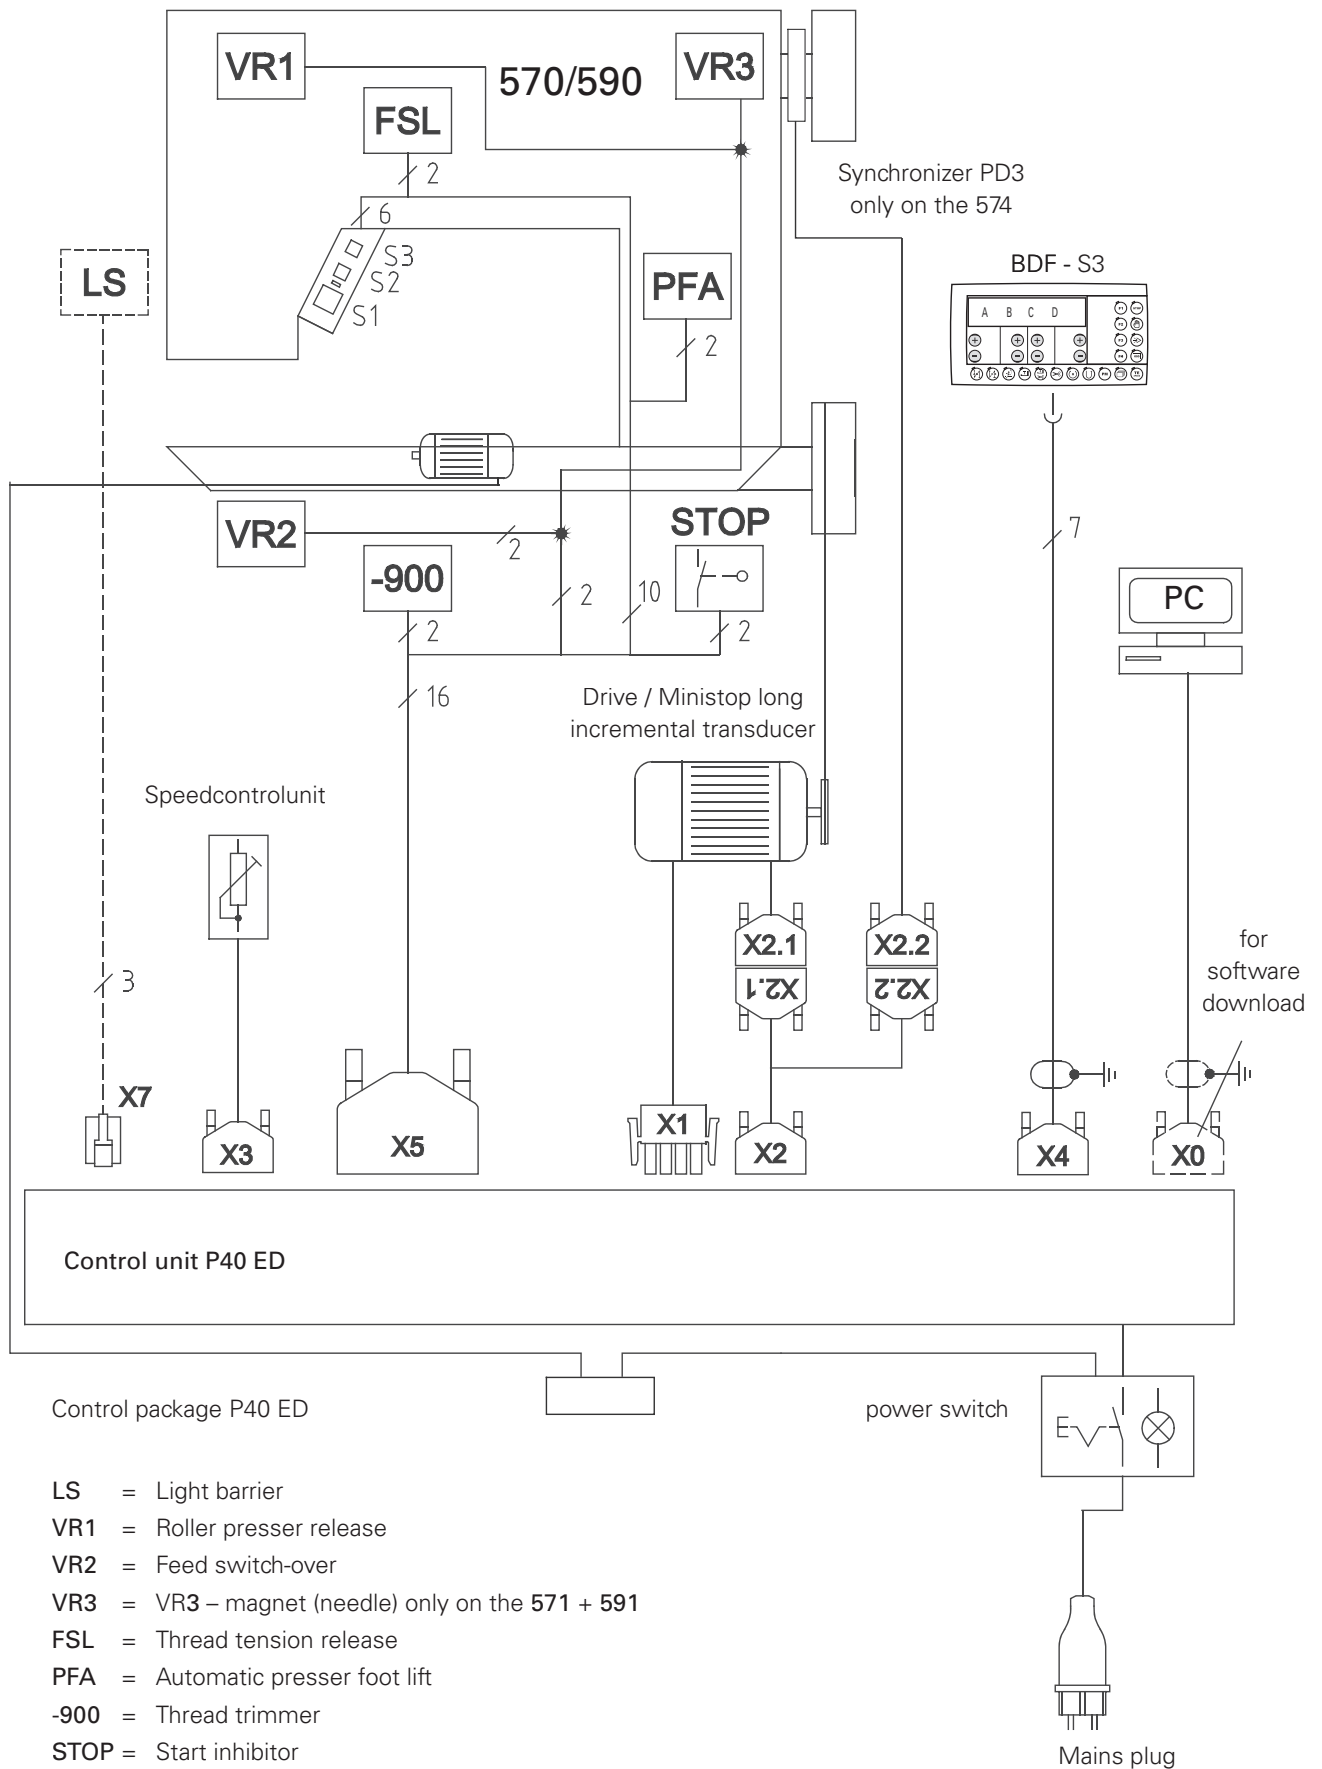 VR1
570/590
VR3
FSL
2
Synchronizer PD3
only on the 574
6
S3
S2
S1
LS
PFA
2
BDF - S3
A B C D
VR2
2
STOP
-900
2
2
10
2
7
PC
16
Drive / Ministop long
incremental transducer
Speedcontrolunit
3
X2.1
X2.2
X2.1
X2.2
for
software
download
X7
X3
X5
X1
X2
X4
X0
Control unit P40 ED
Control package P40 ED
power switch
E
LS = Light barrier
VR1 = Roller presser release
VR2 = Feed switch-over
VR3 = VR3 – magnet (needle) only on the 571 + 591
FSL = Thread tension release
PFA = Automatic presser foot lift
-900 = Thread trimmer
STOP = Start inhibitor
Mains plug